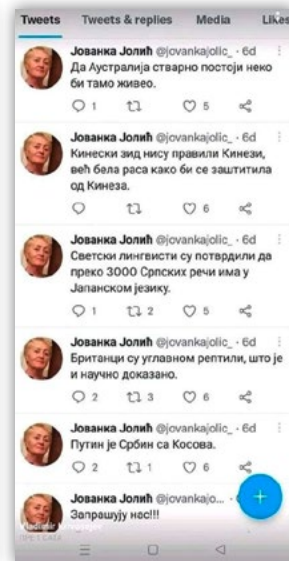 Tweets Tweets & replies Media Likes
Јованка Јолић @jovankajolic_ · 6d
Да Аустралија стварно постоји неко
би тамо живео.
1 5
Јованка Јолић @jovankajolic_ · 6d
Кинески зид нису правили Кинези,
већ бела раса како би се заштитила
од Кинеза.
6
Јованка Јолић @jovankajolic_ · 6d
Светски лингвисти су потврдили да
преко 3000 Српских речи има у
Јапанском језику.
1 2 5
Јованка Јолић @jovankajolic_ · 6d
Британци су углавном рептили, што је
и научно доказано.
2 3 6
Јованка Јолић @jovankajolic_ · 6d
Путин је Србин са Косова.
2 1 6
Јованка Јолић @jovankajo... ·
Запрашују нас!!!
Vladimir
ПРЕ 1 САТА